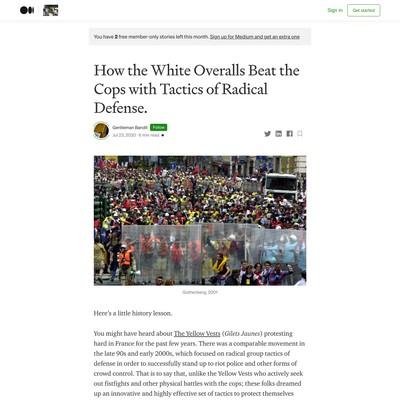 Sign in
Get started
You have 2 free member-only stories left this month. Sign up for Medium and get an extra one
How the White Overalls Beat the
Cops with Tactics of Radical
Defense.
Gentleman Bandit
Follow
Jul 23, 2020 · 6 min read
Gothenberg, 2001
Here's a little history lesson.
You might have heard about The Yellow Vests (Gilets Jaunes) protesting
hard in France for the past few years. There was a comparable movement in
the late 90s and early 2000s, which focused on radical group tactics of
defense in order to successfully stand up to riot police and other forms of
crowd control. That is to say that, unlike the Yellow Vests who actively seek
out fistfights and other physical battles with the cops; these folks dreamed
up an innovative and highly effective set of tactics to protect themselves